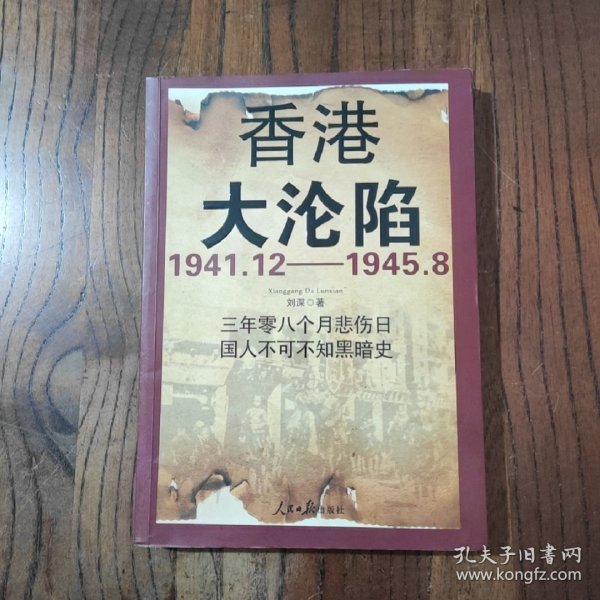 香港
大沦陷
1941.12——1945.8
Xianggang Da Lunxian
刘深◎著
三年零八个月悲伤日
国人不可不知黑暗史
人民日报出版社
孔夫子旧书网
www.kongfz.com